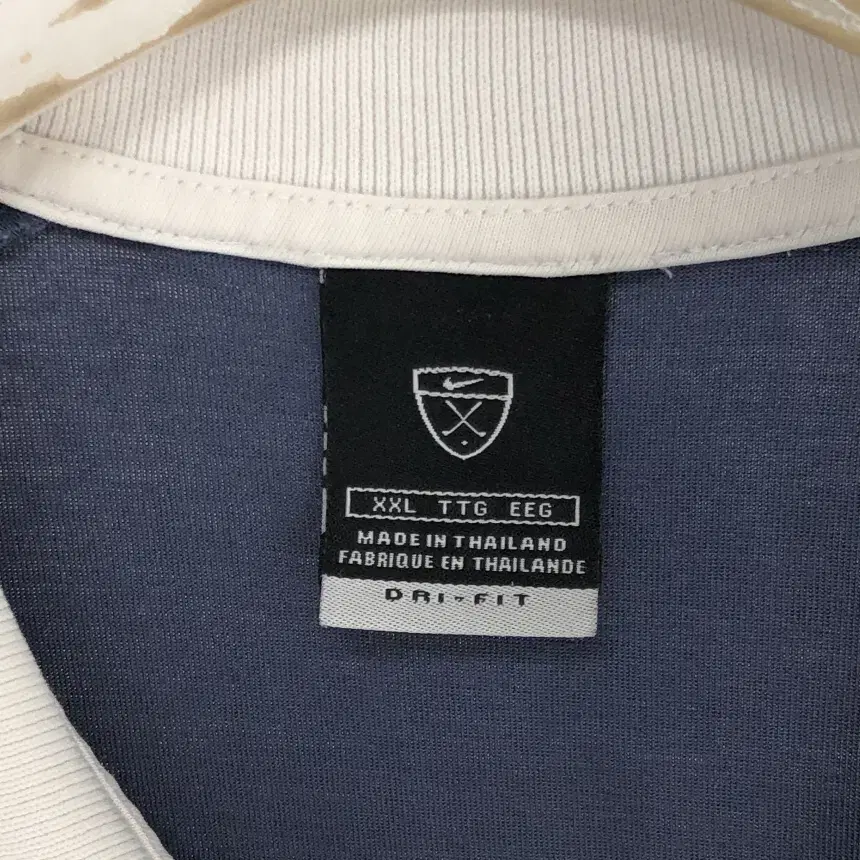 XXL TTG EEG
MADE IN THAILAND
FABRIQUE EN THAILANDE
DRI-FIT